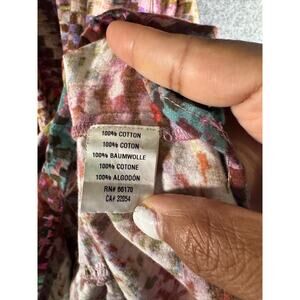 100% COTTON
100% COTON
100% BAUMWOLLE
100% COTONE
100% ALGODÓN
RN# 66170
CA# 32054